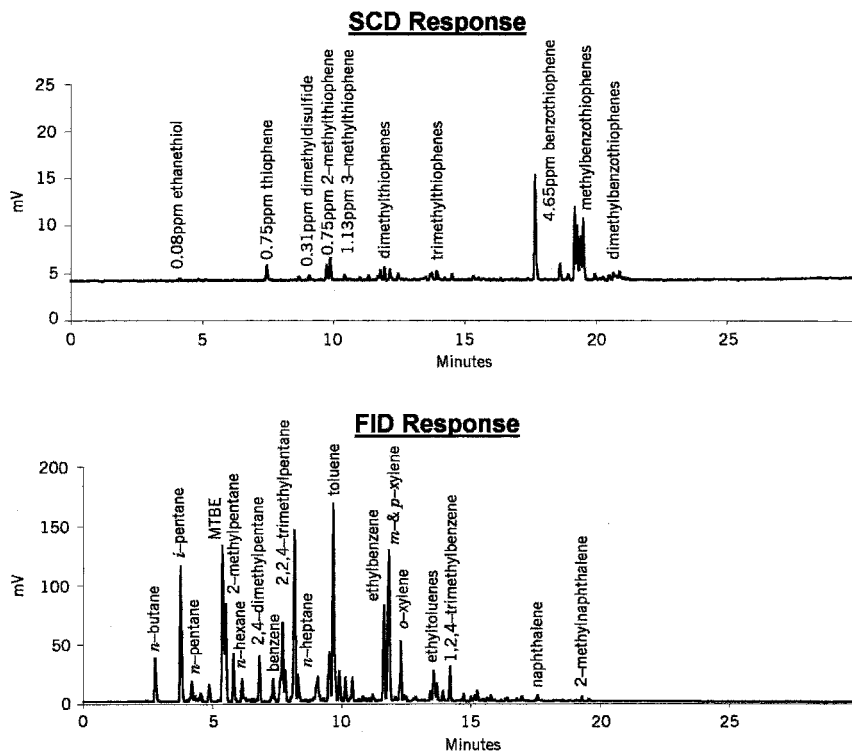 SCD Response
25
20
15
10
5
0
mV
0.08ppm ethanethiol
0.75ppm thiophene
0.31ppm dimethyldisulfide
0.75ppm 2-methylthiophene
1.13ppm 3-methylthiophene
dimethylthiophenes
trimethylthiophenes
4.65ppm benzothiophene
methylbenzothiophenes
dimethylbenzothiophenes
0 5 10 15 20 25
Minutes
FID Response
200
150
100
50
0
mV
n-butane
i-pentane
n-pentane
MTBE
2-methylpentane
n-hexane
2,4-dimethylpentane
benzene
2,2,4-trimethylpentane
n-heptane
toluene
ethylbenzene
m-& p-xylene
o-xylene
ethyltoluenes
1,2,4-trimethylbenzene
naphthalene
2-methylnaphthalene
0 5 10 15 20 25
Minutes